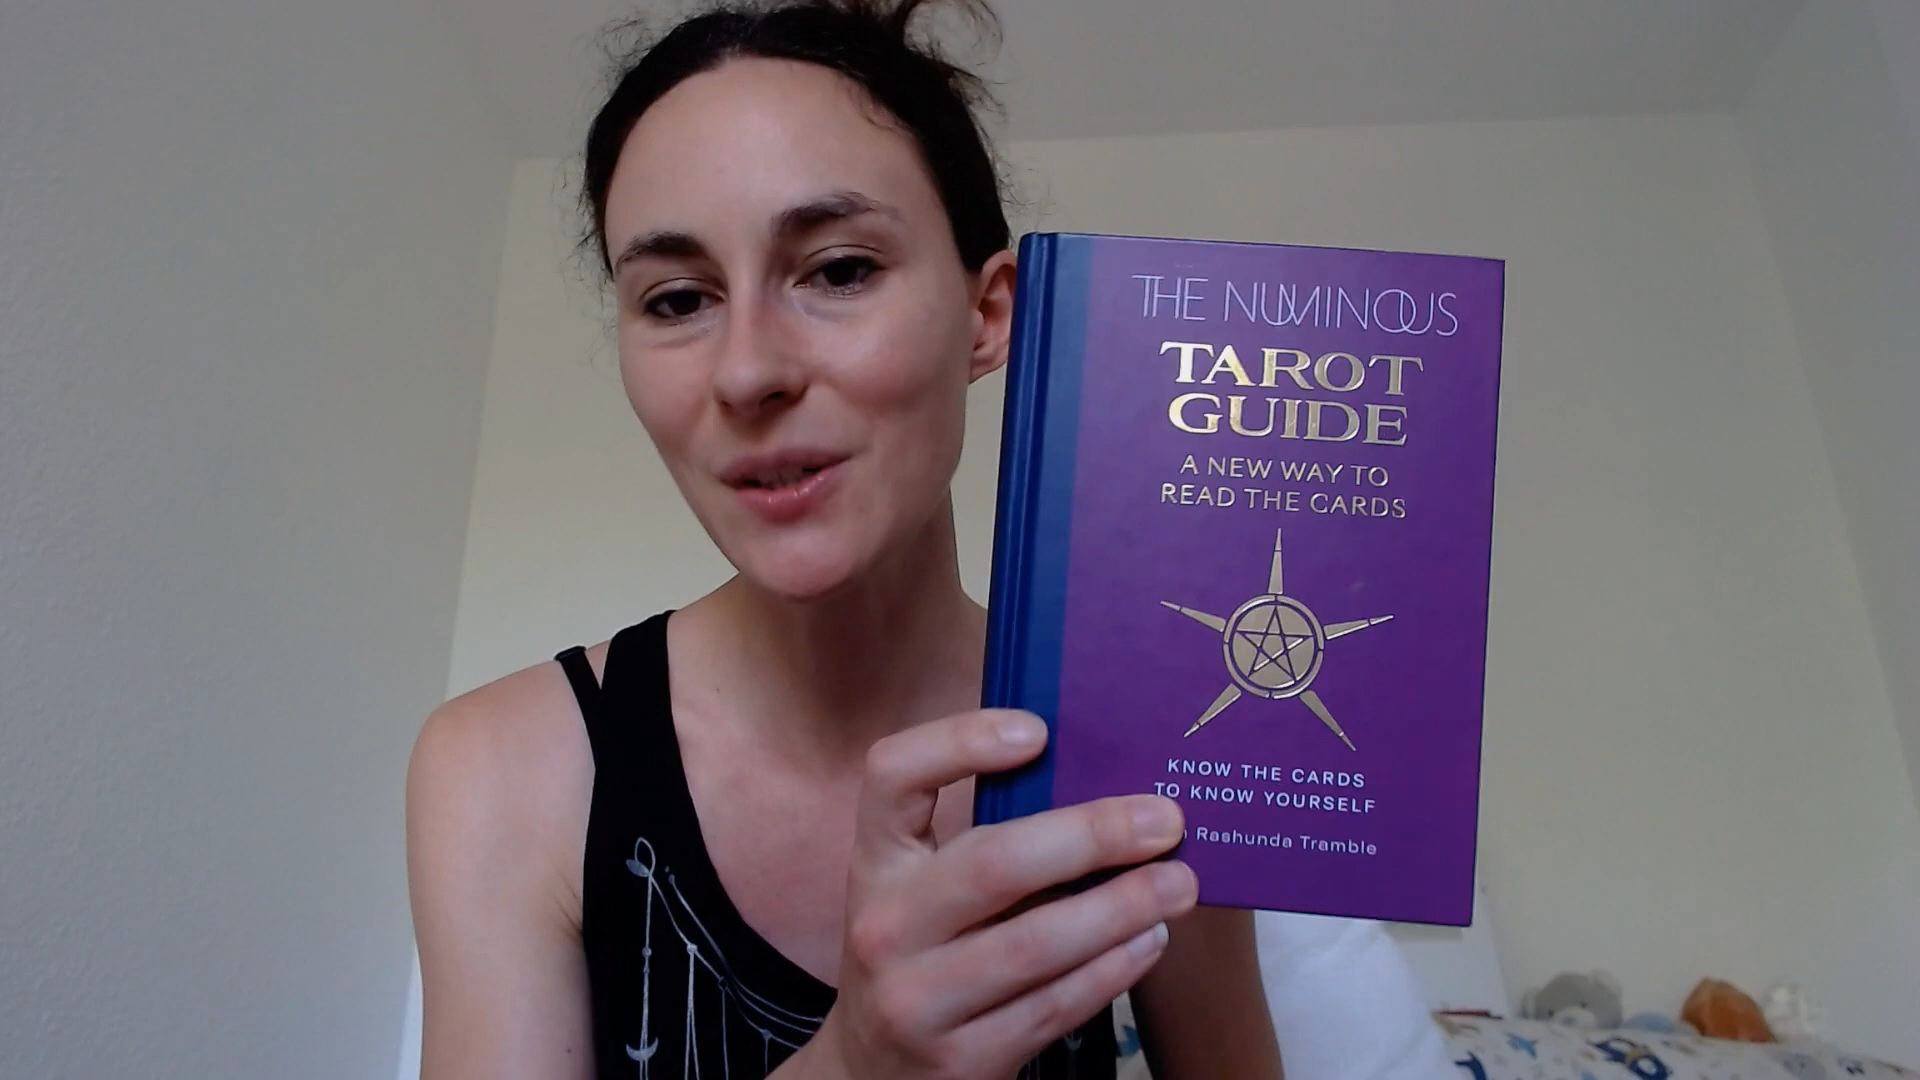 THE NUMINOUS
TAROT
GUIDE
A NEW WAY TO
READ THE CARDS
KNOW THE CARDS
TO KNOW YOURSELF
Rashunda Tramble